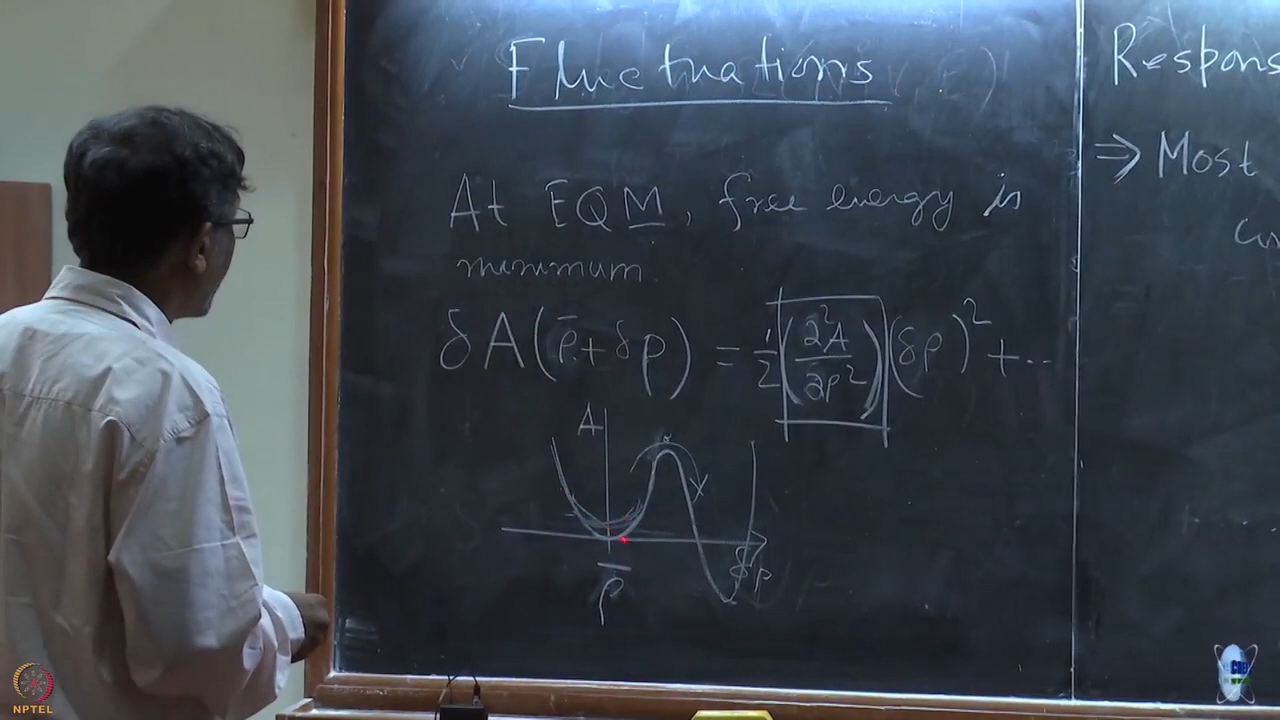 Fluctuations
At EQM, free energy is
minimum.
δA(ρ̄+δρ) = 1/2 (∂²A/∂ρ²) (δρ)² + ...
A
ρ̄
δρ
Respons
⇒ Most
NPTEL